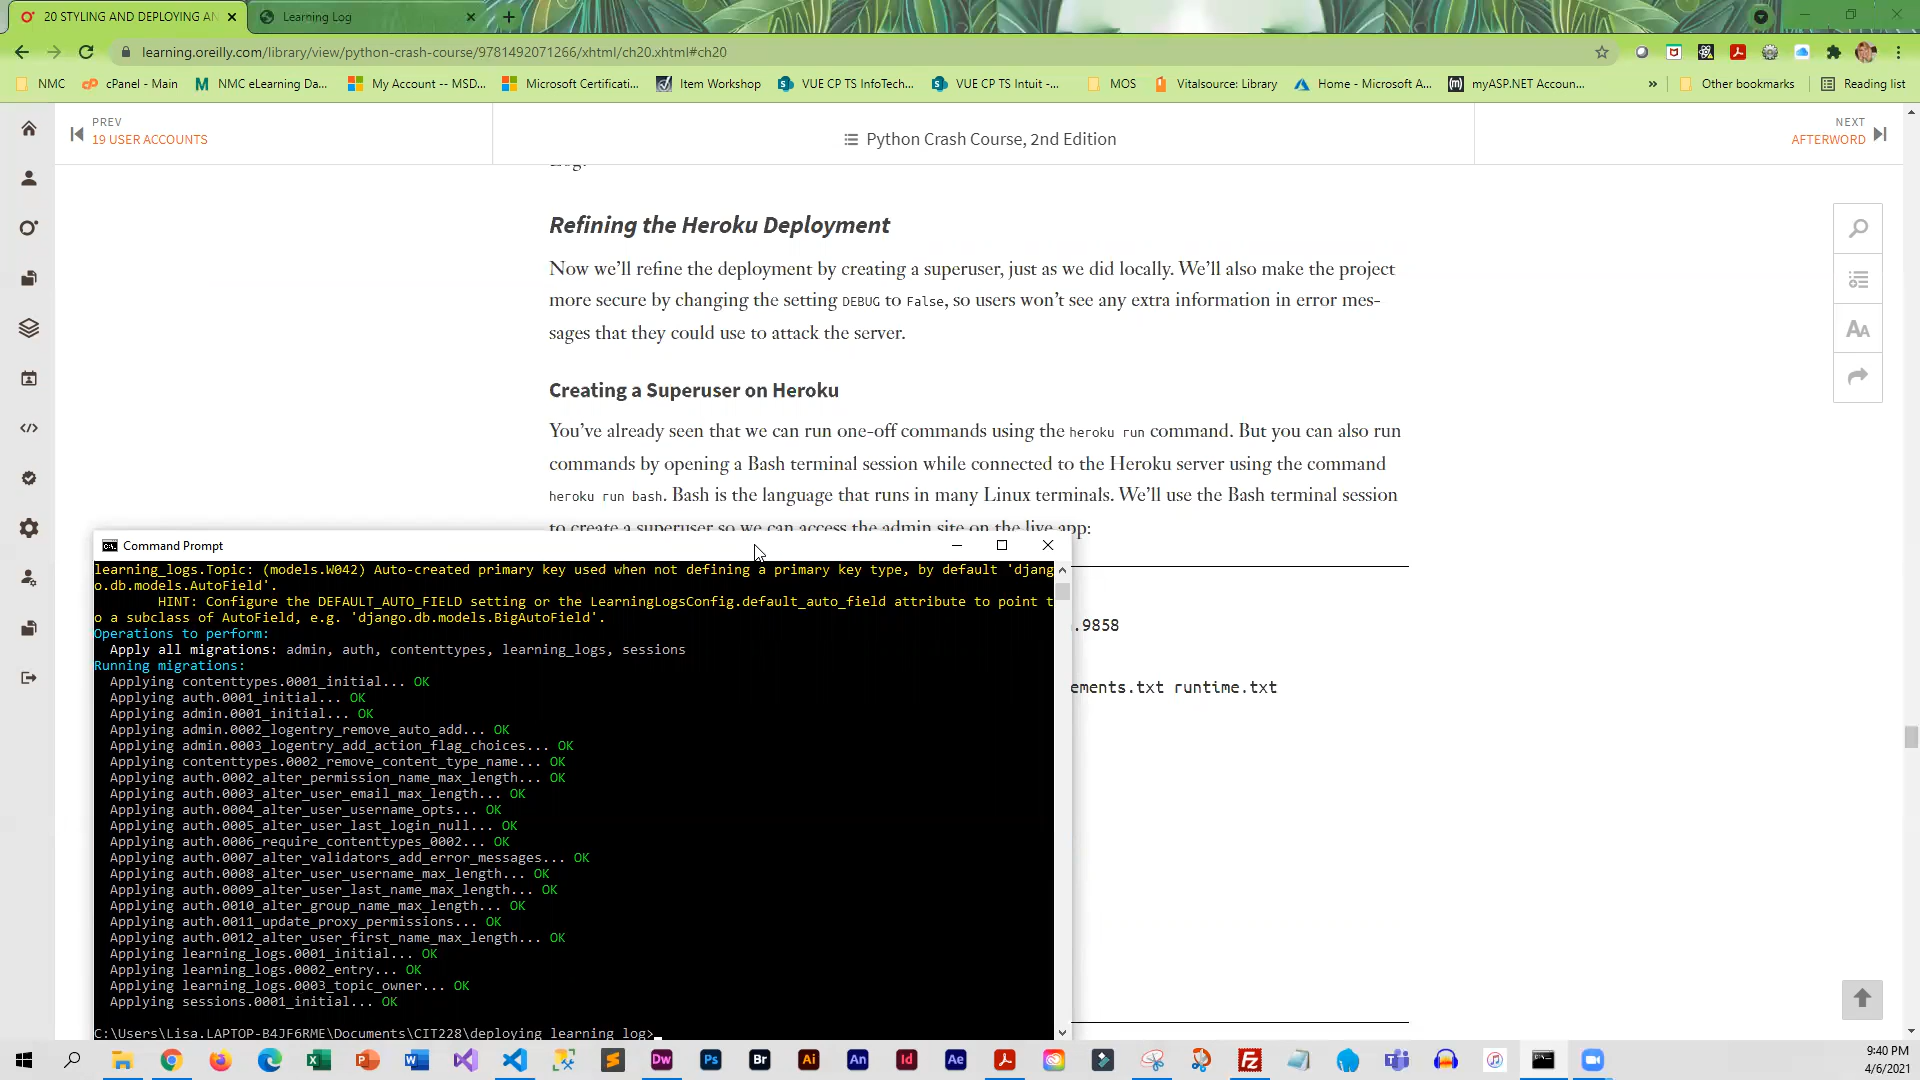 20 STYLING AND DEPLOYING AN
Learning Log
learning.oreilly.com/library/view/python-crash-course/9781492071266/xhtml/ch20.xhtml#ch20
NMC
cPanel - Main
NMC eLearning Da...
My Account -- MSD...
Microsoft Certificati...
Item Workshop
VUE CP TS InfoTech...
VUE CP TS Intuit -...
MOS
Vitalsource: Library
Home - Microsoft A...
myASP.NET Accoun...
Other bookmarks
Reading list
PREV
19 USER ACCOUNTS
Python Crash Course, 2nd Edition
NEXT
AFTERWORD
Refining the Heroku Deployment
Now we’ll refine the deployment by creating a superuser, just as we did locally. We’ll also make the project
more secure by changing the setting DEBUG to False, so users won’t see any extra information in error mes-
sages that they could use to attack the server.
Creating a Superuser on Heroku
You’ve already seen that we can run one-off commands using the heroku run command. But you can also run
commands by opening a Bash terminal session while connected to the Heroku server using the command
heroku run bash. Bash is the language that runs in many Linux terminals. We’ll use the Bash terminal session
to create a superuser so we can access the admin site on the live app:
.9858
ements.txt runtime.txt
Command Prompt
learning_logs.Topic: (models.W042) Auto-created primary key used when not defining a primary key type, by default 'djang
o.db.models.AutoField'.
HINT: Configure the DEFAULT_AUTO_FIELD setting or the LearningLogsConfig.default_auto_field attribute to point t
o a subclass of AutoField, e.g. 'django.db.models.BigAutoField'.
Operations to perform:
Apply all migrations: admin, auth, contenttypes, learning_logs, sessions
Running migrations:
Applying contenttypes.0001_initial... OK
Applying auth.0001_initial... OK
Applying admin.0001_initial... OK
Applying admin.0002_logentry_remove_auto_add... OK
Applying admin.0003_logentry_add_action_flag_choices... OK
Applying contenttypes.0002_remove_content_type_name... OK
Applying auth.0002_alter_permission_name_max_length... OK
Applying auth.0003_alter_user_email_max_length... OK
Applying auth.0004_alter_user_username_opts... OK
Applying auth.0005_alter_user_last_login_null... OK
Applying auth.0006_require_contenttypes_0002... OK
Applying auth.0007_alter_validators_add_error_messages... OK
Applying auth.0008_alter_user_username_max_length... OK
Applying auth.0009_alter_user_last_name_max_length... OK
Applying auth.0010_alter_group_name_max_length... OK
Applying auth.0011_update_proxy_permissions... OK
Applying auth.0012_alter_user_first_name_max_length... OK
Applying learning_logs.0001_initial... OK
Applying learning_logs.0002_entry... OK
Applying learning_logs.0003_topic_owner... OK
Applying sessions.0001_initial... OK
C:\Users\Lisa.LAPTOP-B4JF6RME\Documents\CIT228\deploying learning log>
9:40 PM
4/6/2021